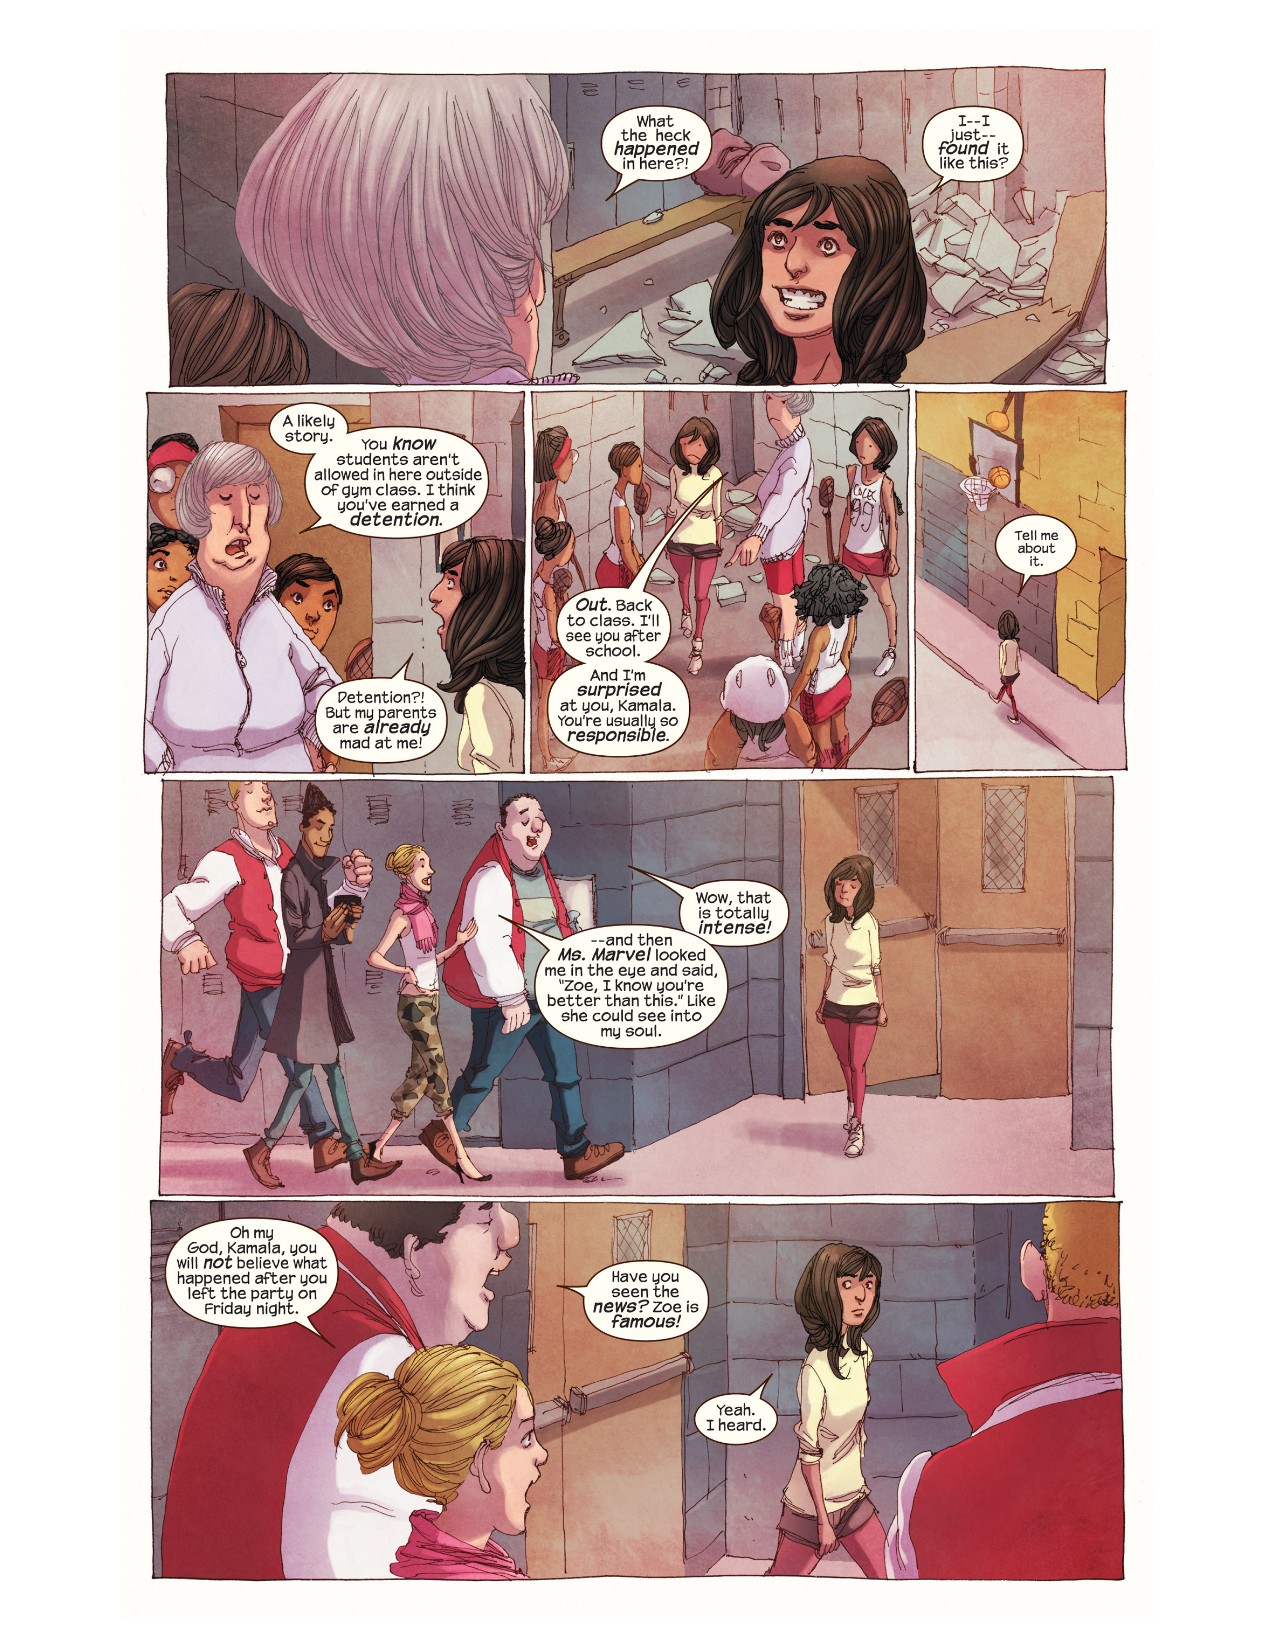 What
the heck
happened
in here?!
I--I
just--
found it
like this?
A likely
story.
You know
students aren't
allowed in here outside
of gym class. I think
you've earned a
detention.
Detention?!
But my parents
are already
mad at me!
Out. Back
to class. I'll
see you after
school.
And I'm
surprised
at you, Kamala.
You're usually so
responsible.
4
Tell me
about
it.
--and then
Ms. Marvel looked
me in the eye and said,
"Zoe, I know you're
better than this." Like
she could see into
my soul.
Wow, that
is totally
intense!
Oh my
God, Kamala, you
will not believe what
happened after you
left the party on
Friday night.
Have you
seen the
news? Zoe is
famous!
Yeah.
I heard.